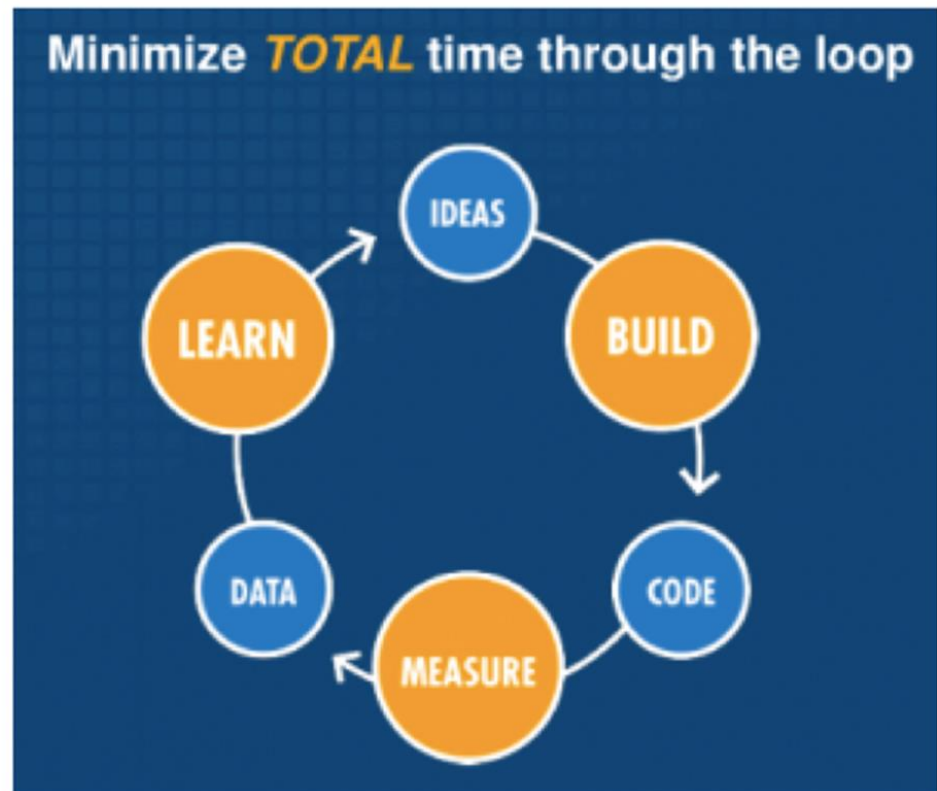 Minimize TOTAL time through the loop
IDEAS
BUILD
CODE
MEASURE
DATA
LEARN